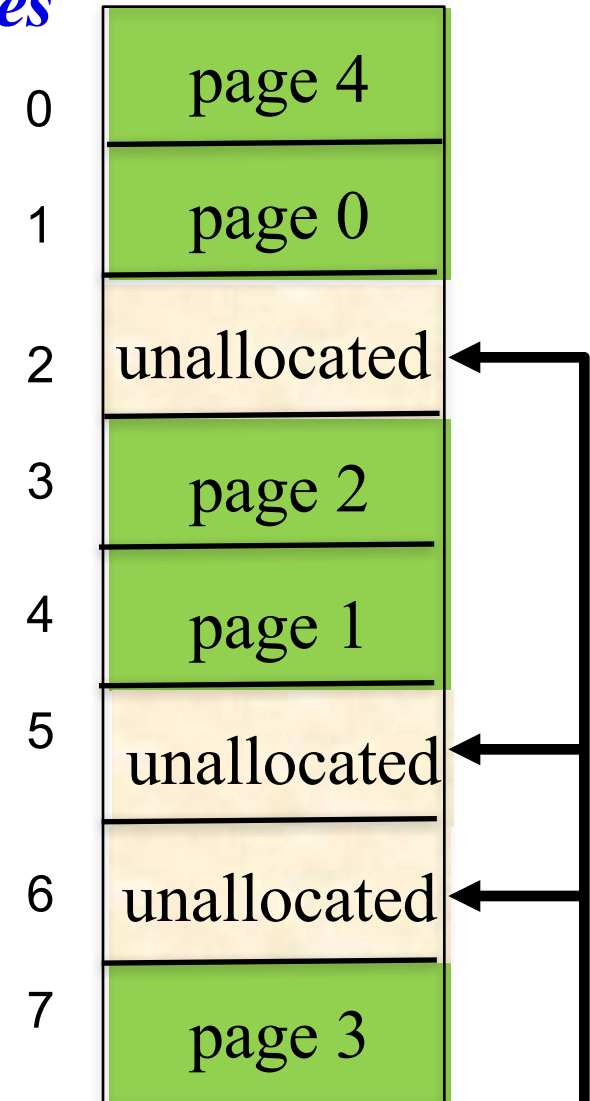 es
0 page 4
1 page 0
2 unallocated
3 page 2
4 page 1
5 unallocated
6 unallocated
7 page 3